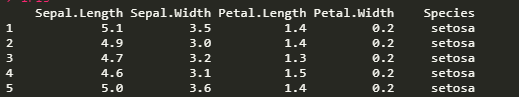 Sepal.Length Sepal.Width Petal.Length Petal.Width Species
1 5.1 3.5 1.4 0.2 setosa
2 4.9 3.0 1.4 0.2 setosa
3 4.7 3.2 1.3 0.2 setosa
4 4.6 3.1 1.5 0.2 setosa
5 5.0 3.6 1.4 0.2 setosa